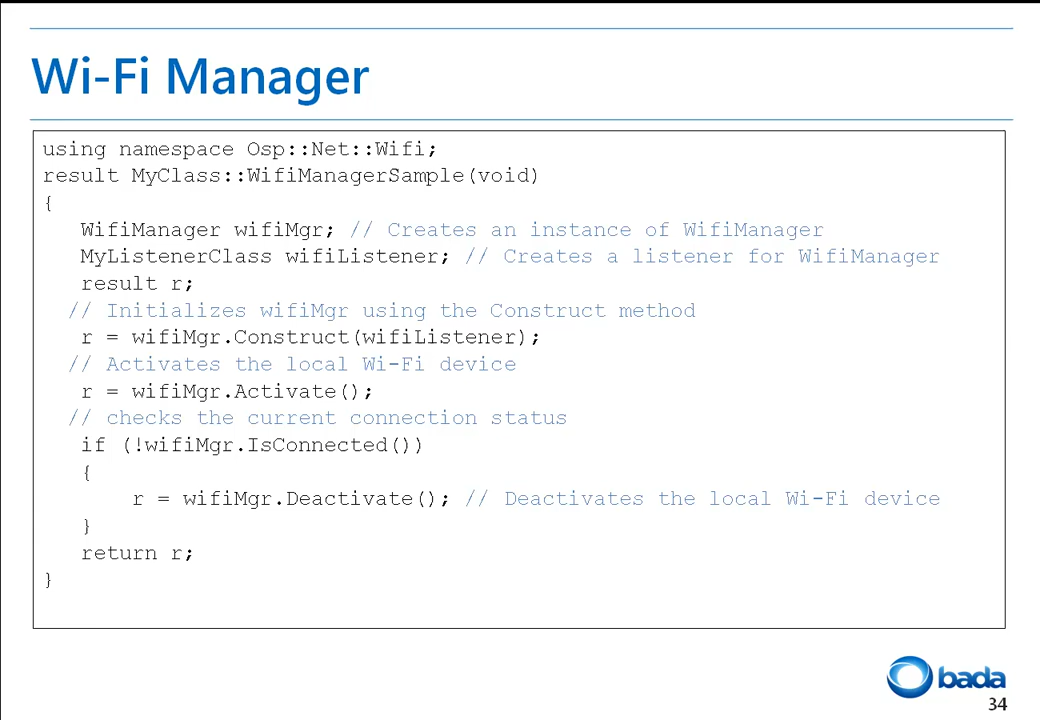 Wi-Fi Manager
using namespace Osp::Net::Wifi;
result MyClass::WifiManagerSample(void)
{
WifiManager wifiMgr; // Creates an instance of WifiManager
MyListenerClass wifiListener; // Creates a listener for WifiManager
result r;
// Initializes wifiMgr using the Construct method
r = wifiMgr.Construct(wifiListener);
// Activates the local Wi-Fi device
r = wifiMgr.Activate();
// checks the current connection status
if (!wifiMgr.IsConnected())
{
r = wifiMgr.Deactivate(); // Deactivates the local Wi-Fi device
}
return r;
}
bada
34